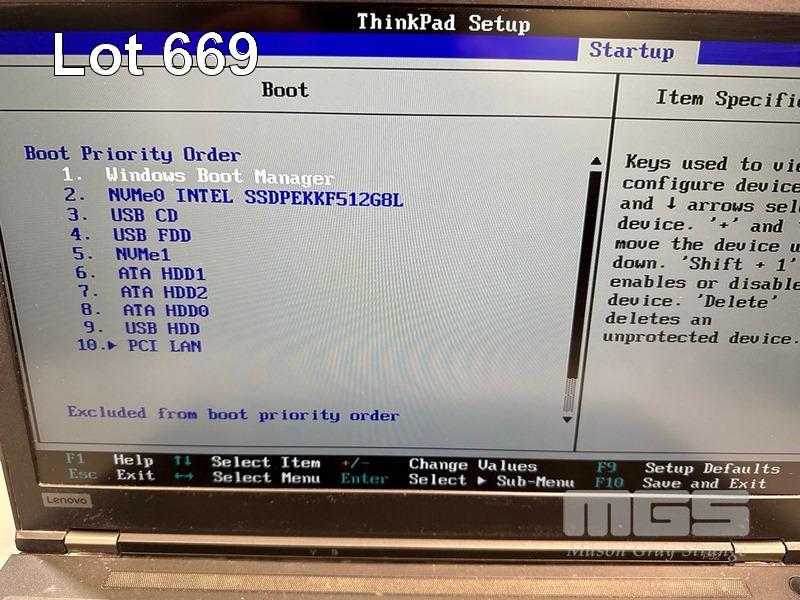 ThinkPad Setup
Lot 669
Startup
Boot
Item Specific
Boot Priority Order
1. Windows Boot Manager
2. NVMe0 INTEL SSDPEKKF512G8L
3. USB CD
4. USB FDD
5. NVMe1
6. ATA HDD1
7. ATA HDD2
8. ATA HDD0
9. USB HDD
10.▶ PCI LAN
Excluded from boot priority order
Keys used to vie
configure device
and ↓ arrows sel
device. '+' and '
move the device u
down. 'Shift + 1'
enables or disable
device. 'Delete'
deletes an
unprotected device.
F1 Help ↑↓ Select Item +/- Change Values F9 Setup Defaults
Esc Exit ←→ Select Menu Enter Select ▶ Sub-Menu F10 Save and Exit
Lenovo
MGS
Mason Gray Strange